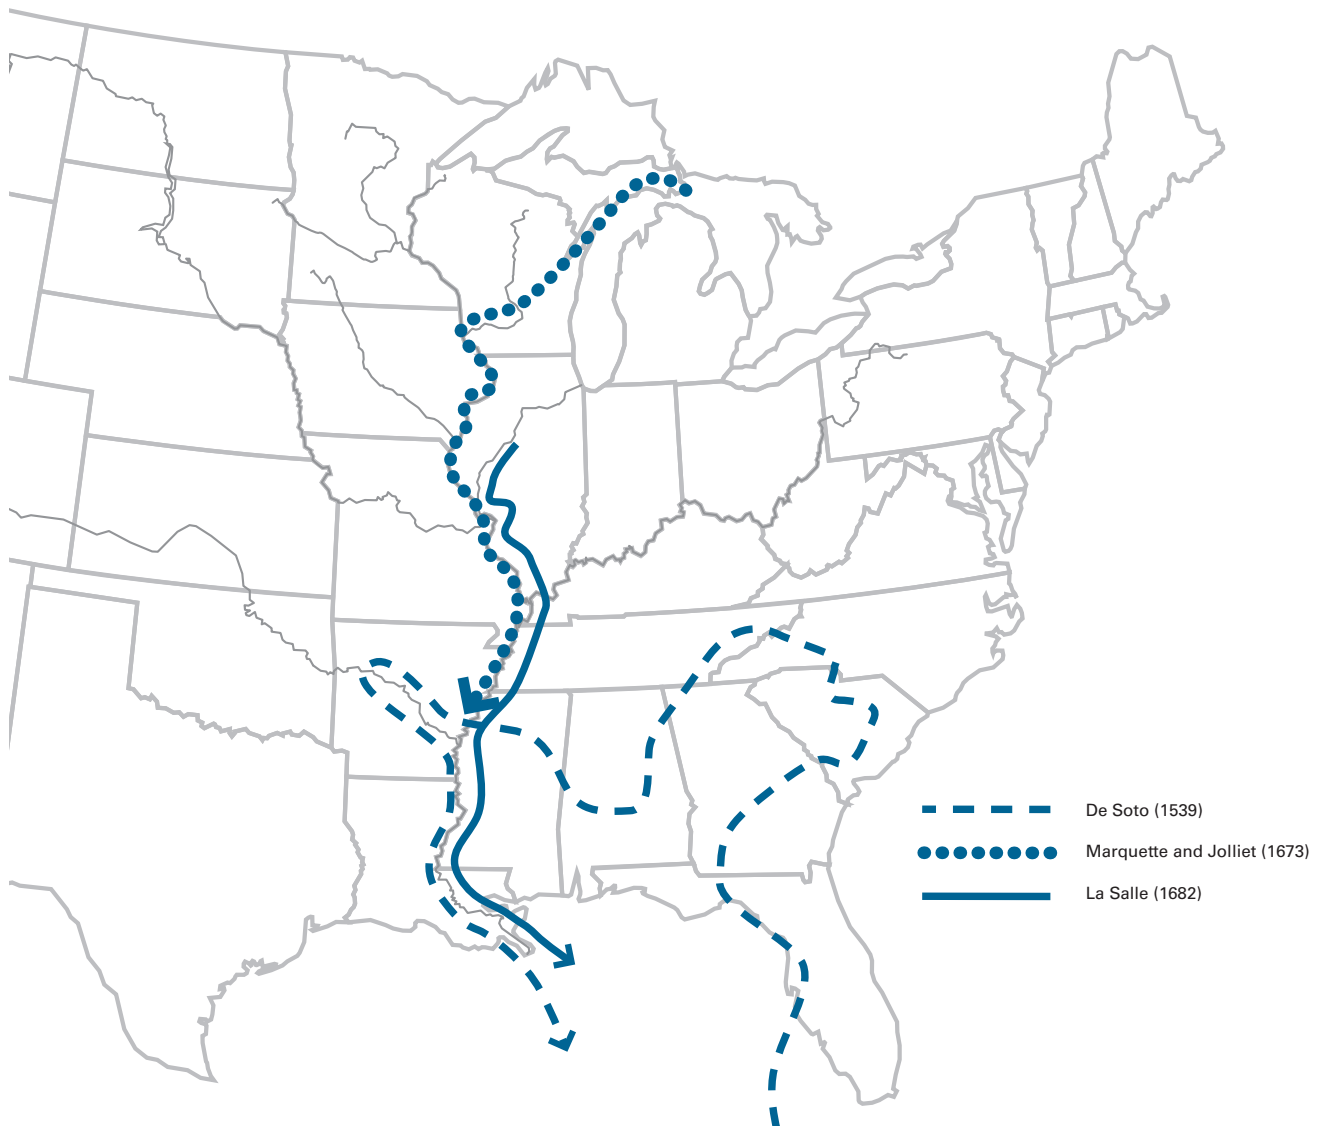 De Soto (1539)
Marquette and Jolliet (1673)
La Salle (1682)